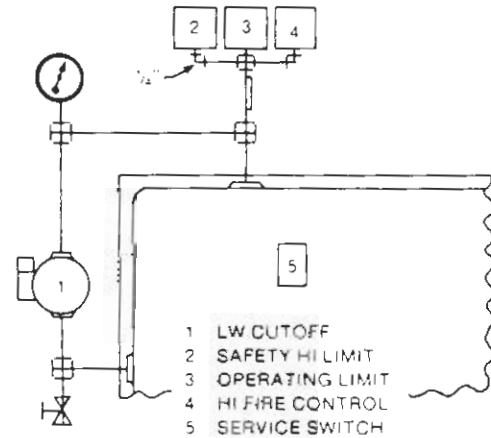 2 3 4
¼"
1
5
1 LW CUTOFF
2 SAFETY HI LIMIT
3 OPERATING LIMIT
4 HI FIRE CONTROL
5 SERVICE SWITCH